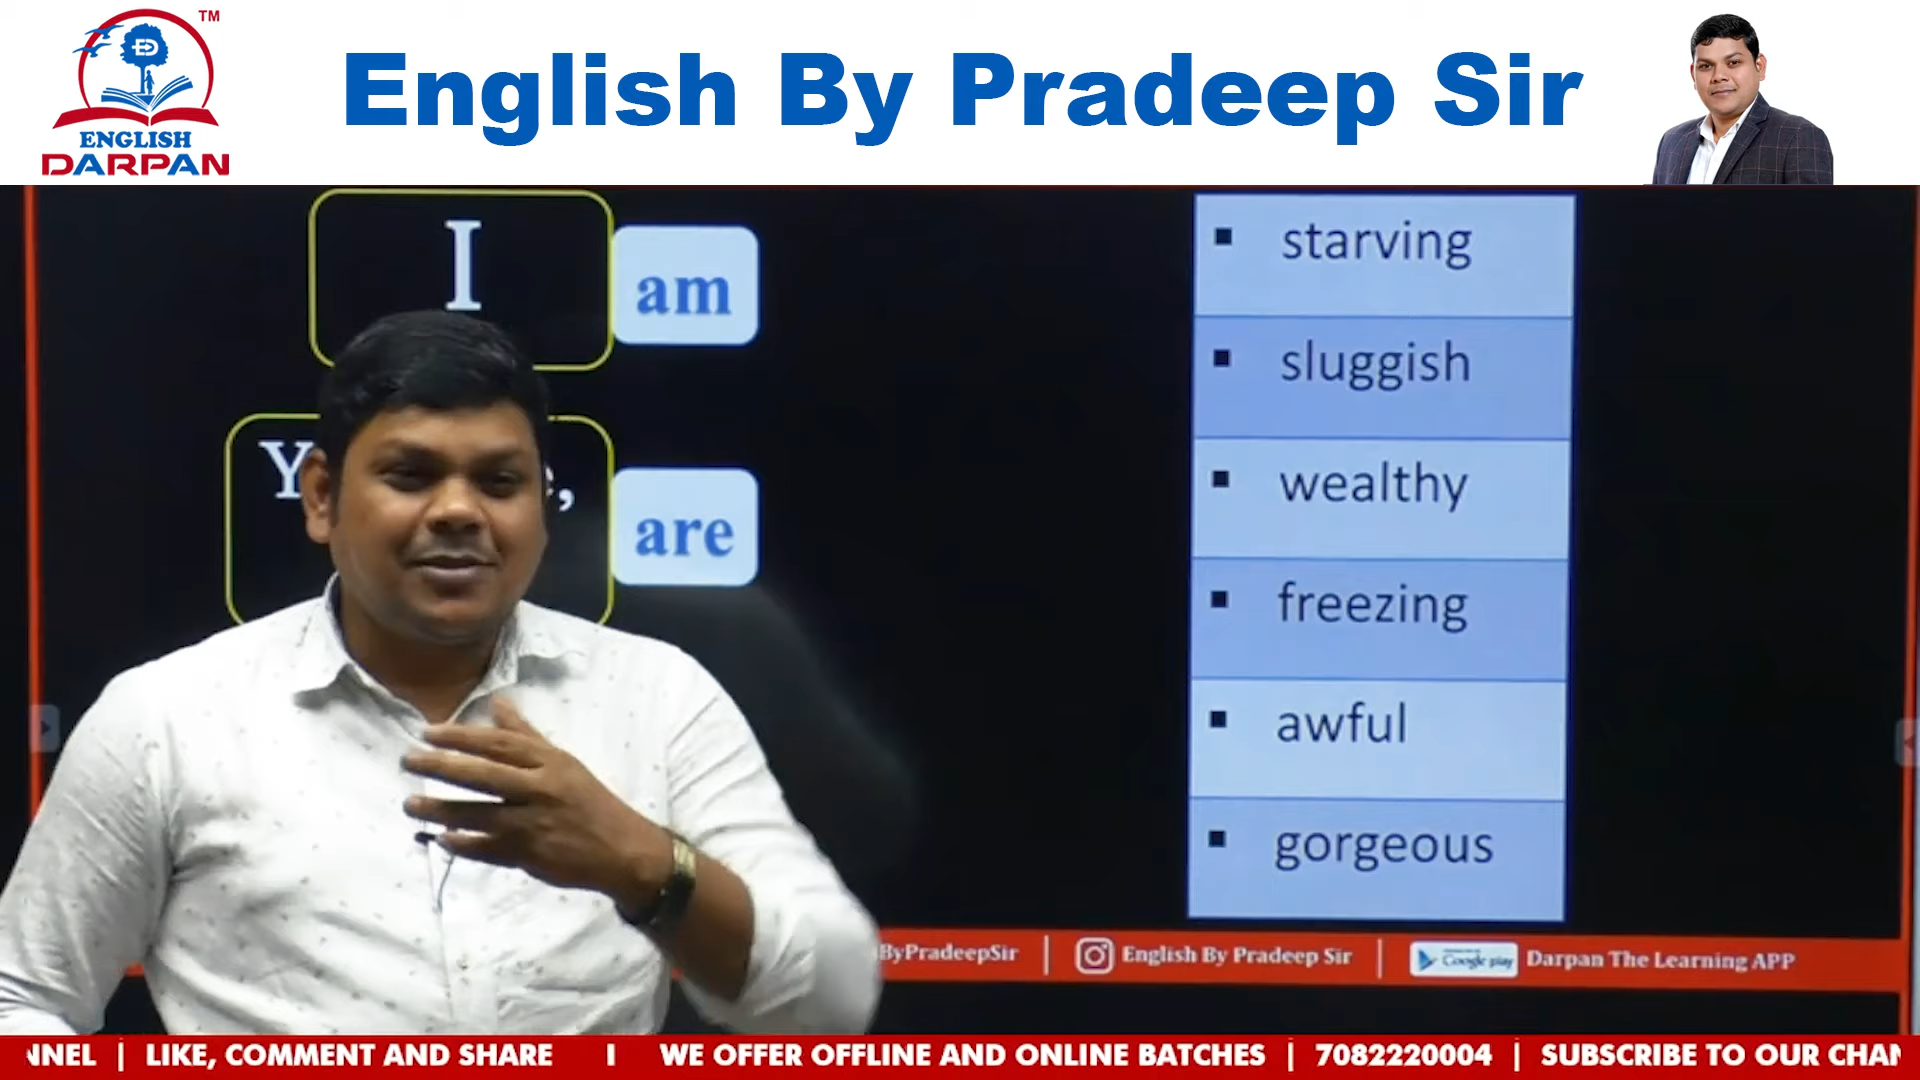 TM
ENGLISH
DARPAN
English By Pradeep Sir
I
am
are
▪ starving
▪ sluggish
▪ wealthy
▪ freezing
▪ awful
▪ gorgeous
ByPradeepSir | English By Pradeep Sir | Google play Darpan The Learning APP
NNEL | LIKE, COMMENT AND SHARE I WE OFFER OFFLINE AND ONLINE BATCHES | 7082220004 | SUBSCRIBE TO OUR CHAN